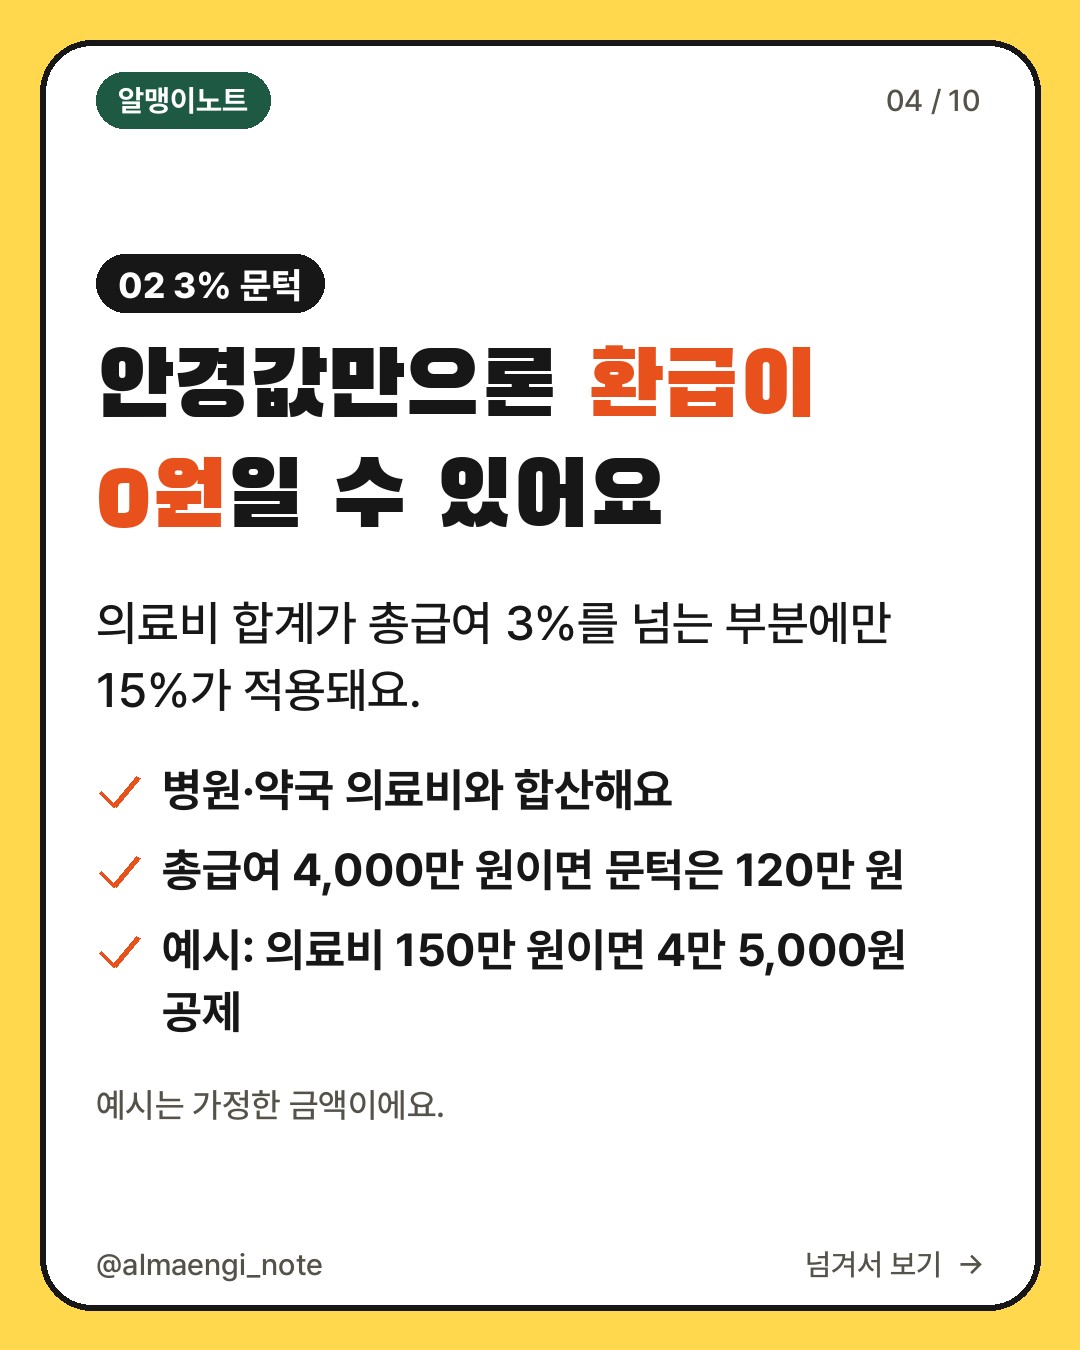 알맹이노트
04 / 10
02 3% 문턱
안경값만으론 환급이
0원일 수 있어요
의료비 합계가 총급여 3%를 넘는 부분에만
15%가 적용돼요.
병원·약국 의료비와 합산해요
총급여 4,000만 원이면 문턱은 120만 원
예시: 의료비 150만 원이면 4만 5,000원
공제
예시는 가정한 금액이에요.
@almaengi_note
넘겨서 보기 →